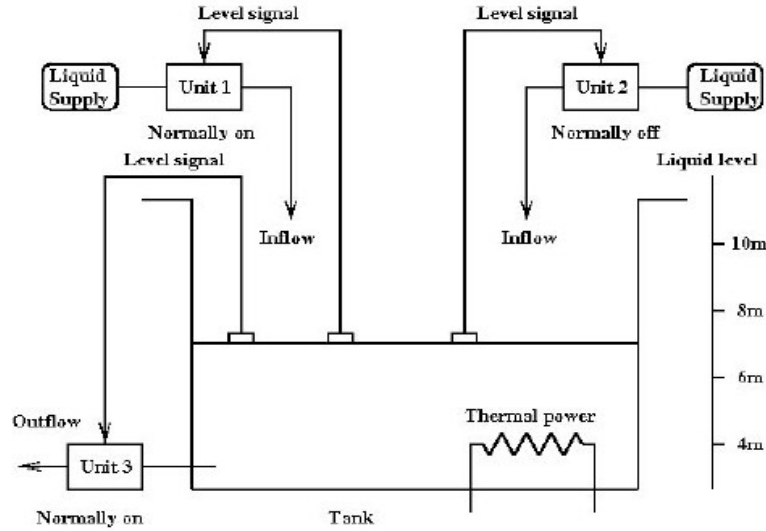 Level signal
Level signal
Liquid
Supply
Unit 1
Unit 2
Liquid
Supply
Normally on
Normally off
Level signal
Liquid level
Inflow
Inflow
10m
8m
6m
Thermal power
Outflow
4m
Unit 3
Normally on
Tank